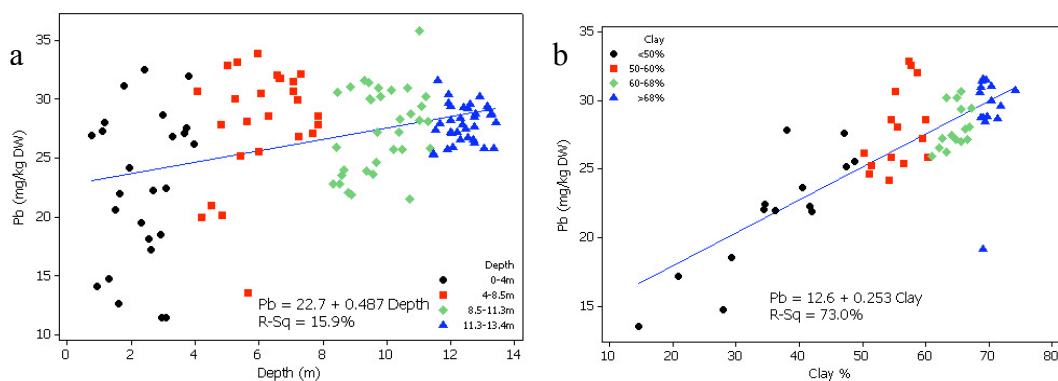 a
Pb (mg/kg DW)
35
30
25
20
15
10
0
2
4
6
8
10
12
14
Depth (m)
Pb = 22.7 + 0.487 Depth
R-Sq = 15.9%
Depth
0-4m
4-8.5m
8.5-11.3m
11.3-13.4m
b
Clay
<50%
50-60%
60-68%
>68%
Pb (mg/kg DW)
35
30
25
20
15
10
20
30
40
50
60
70
80
Clay %
Pb = 12.6 + 0.253 Clay
R-Sq = 73.0%